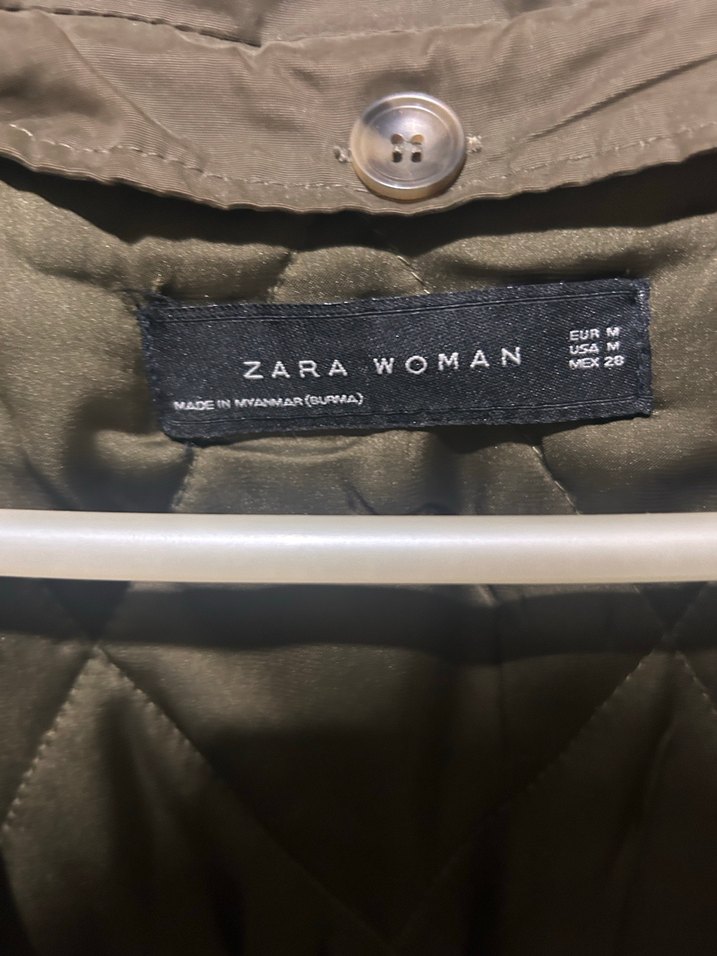 ZARA WOMAN
EUR M
USA M
MEX 28
MADE IN MYANMAR (BURMA)